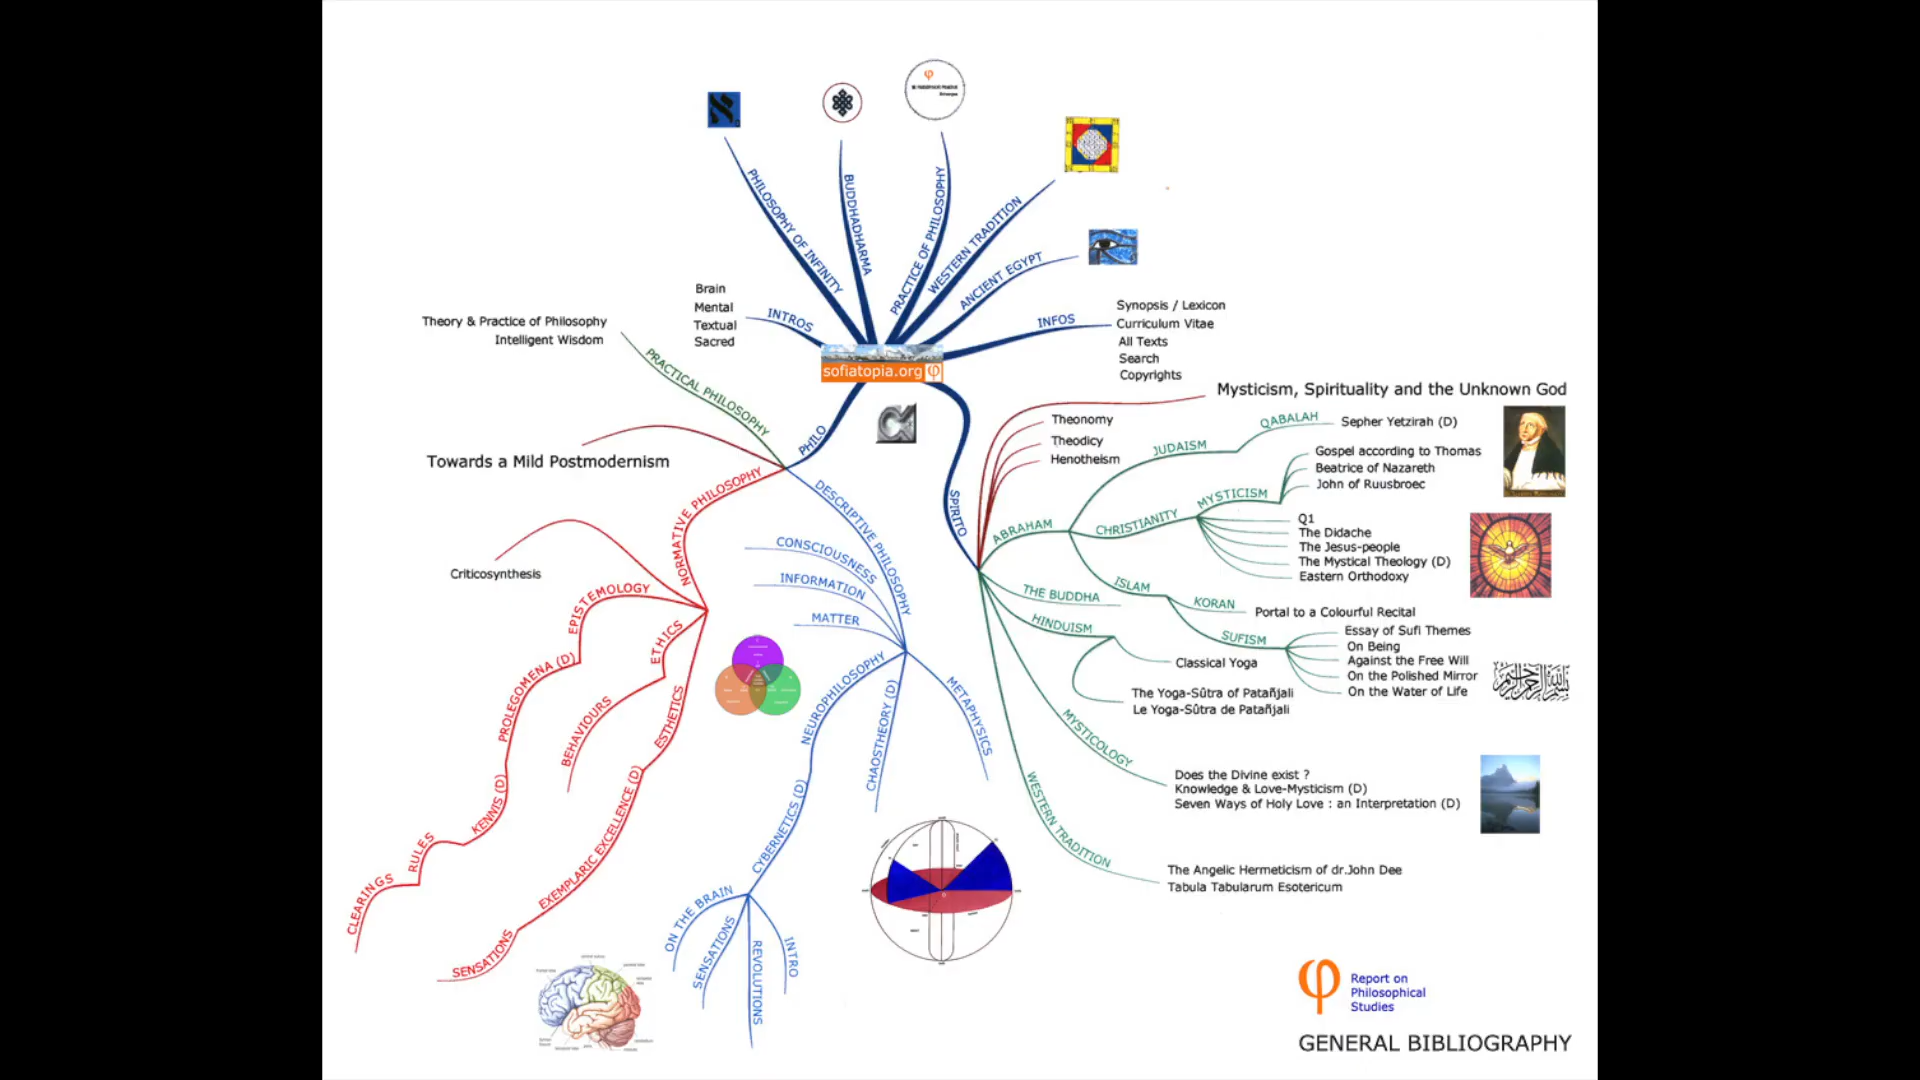 φ
PHILOSOPHY OF INFINITY
BUDDHADHARMA
PRACTICE OF PHILOSOPHY
WESTERN TRADITION
ANCIENT EGYPT
INTROS
Brain
Mental
Textual
Sacred
INFOS
Synopsis / Lexicon
Curriculum Vitae
All Texts
Search
Copyrights
sofiatopia.org φ
PHILO
PRACTICAL PHILOSOPHY
Theory & Practice of Philosophy
Intelligent Wisdom
Towards a Mild Postmodernism
NORMATIVE PHILOSOPHY
Criticosynthesis
EPISTEMOLOGY
PROLEGOMENA (D)
KENNIS (D)
RULES
CLEARINGS
ETHICS
BEHAVIOURS
ESTHETICS
EXEMPLARIC EXCELLENCE (D)
SENSATIONS
DESCRIPTIVE PHILOSOPHY
CONSCIOUSNESS
INFORMATION
MATTER
NEUROPHILOSOPHY
CYBERNETICS (D)
ON THE BRAIN
SENSATIONS
REVOLUTIONS
INTRO
CHAOSTHEORY (D)
METAPHYSICS
SPIRITO
Mysticism, Spirituality and the Unknown God
Theonomy
Theodicy
Henotheism
ABRAHAM
JUDAISM
QABALAH
Sepher Yetzirah (D)
CHRISTIANITY
MYSTICISM
Gospel according to Thomas
Beatrice of Nazareth
John of Ruusbroec
Q1
The Didache
The Jesus-people
The Mystical Theology (D)
Eastern Orthodoxy
ISLAM
KORAN
Portal to a Colourful Recital
SUFISM
Essay of Sufi Themes
On Being
Against the Free Will
On the Polished Mirror
On the Water of Life
THE BUDDHA
HINDUISM
Classical Yoga
The Yoga-Sûtra of Patañjali
Le Yoga-Sûtra de Patañjali
MYSTICOLOGY
Does the Divine exist ?
Knowledge & Love-Mysticism (D)
Seven Ways of Holy Love : an Interpretation (D)
WESTERN TRADITION
The Angelic Hermeticism of dr.John Dee
Tabula Tabularum Esotericum
φ
Report on
Philosophical
Studies
GENERAL BIBLIOGRAPHY